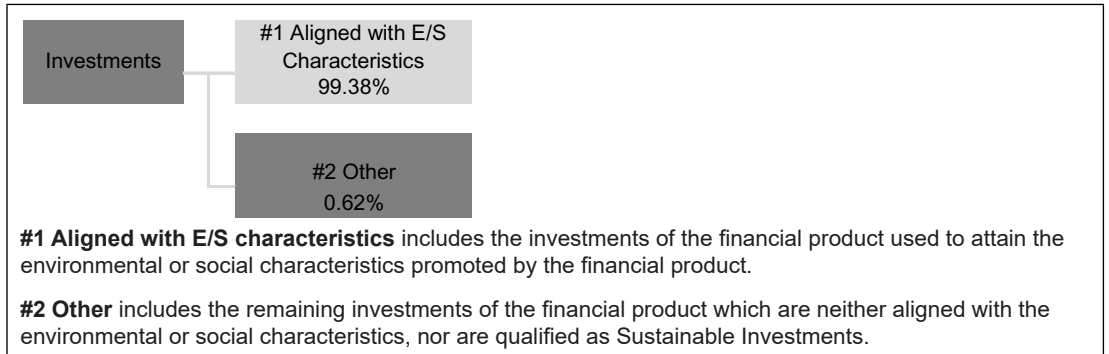 Investments
#1 Aligned with E/S
Characteristics
99.38%
#2 Other
0.62%
#1 Aligned with E/S characteristics includes the investments of the financial product used to attain the
environmental or social characteristics promoted by the financial product.
#2 Other includes the remaining investments of the financial product which are neither aligned with the
environmental or social characteristics, nor are qualified as Sustainable Investments.